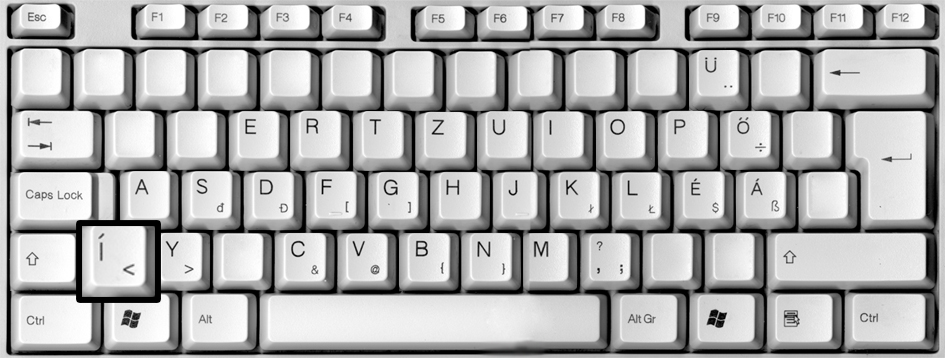 Esc F1 F2 F3 F4 F5 F6 F7 F8 F9 F10 F11 F12
Ü ¨
E R T Z U I O P Ő ÷
Caps Lock A S đ D Đ F [ G ] H J K ł L Ł É $ Á ß
Í < Y > C & V @ B { N } M ? , ;
Ctrl Alt Alt Gr Ctrl